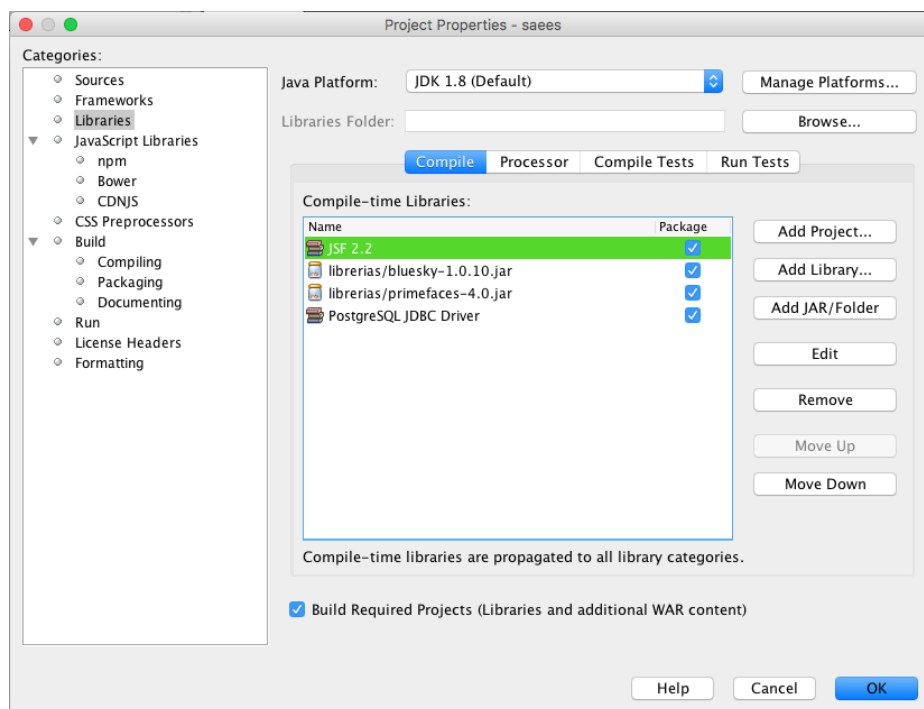 Project Properties - saees
Categories:
Sources
Frameworks
Libraries
JavaScript Libraries
npm
Bower
CDNJS
CSS Preprocessors
Build
Compiling
Packaging
Documenting
Run
License Headers
Formatting
Java Platform: JDK 1.8 (Default) Manage Platforms...
Libraries Folder: Browse...
Compile Processor Compile Tests Run Tests
Compile-time Libraries:
Name Package
JSF 2.2
librerias/bluesky-1.0.10.jar
librerias/primefaces-4.0.jar
PostgreSQL JDBC Driver
Add Project...
Add Library...
Add JAR/Folder
Edit
Remove
Move Up
Move Down
Compile-time libraries are propagated to all library categories.
Build Required Projects (Libraries and additional WAR content)
Help Cancel OK